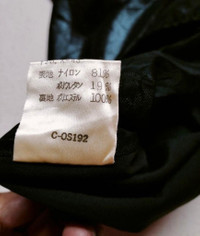 表地 ナイロン 81%
ポリウレタン 19%
裏地 ポリエステル 100%
C-OS192